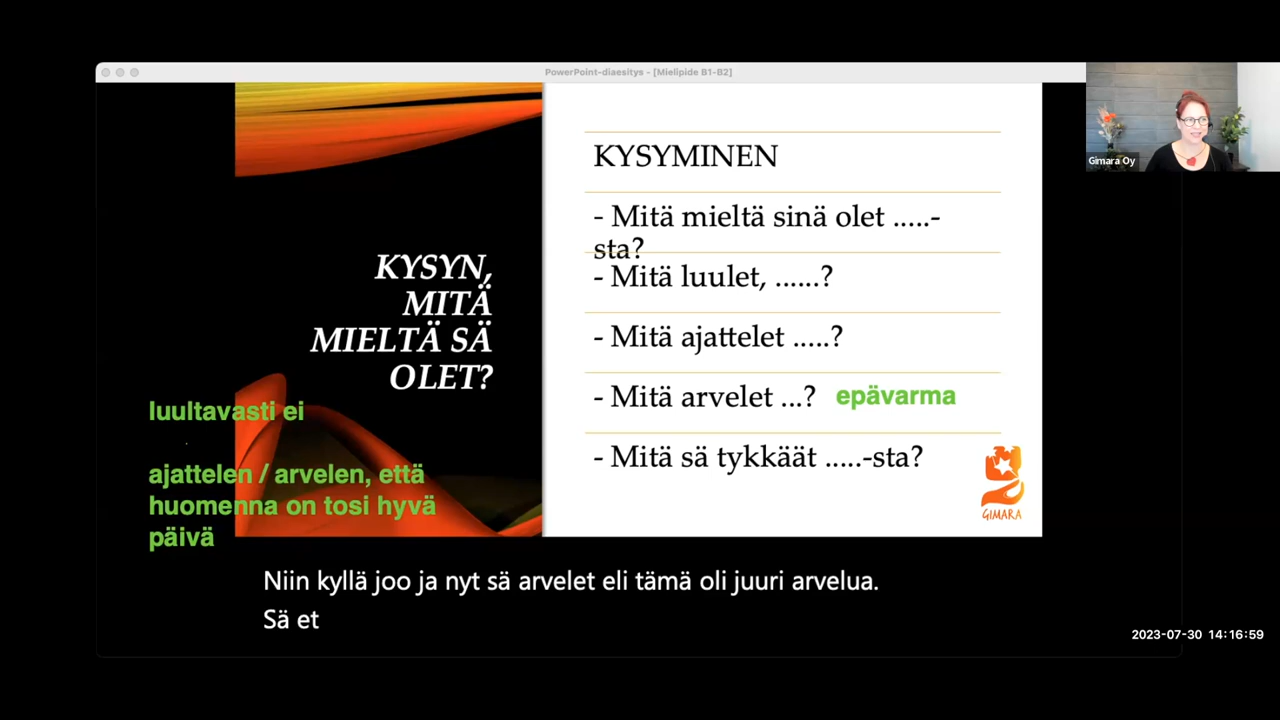 PowerPoint-diaesitys - [Mielipide B1-B2]
Gimara Oy
KYSYN,
MITÄ
MIELTÄ SÄ
OLET?
KYSYMINEN
- Mitä mieltä sinä olet .....-
sta?
- Mitä luulet, ......?
- Mitä ajattelet .....?
- Mitä arvelet ...? epävarma
- Mitä sä tykkäät .....-sta?
GIMARA
luultavasti ei
ajattelen / arvelen, että
huomenna on tosi hyvä
päivä
Niin kyllä joo ja nyt sä arvelet eli tämä oli juuri arvelua.
Sä et
2023-07-30 14:16:59